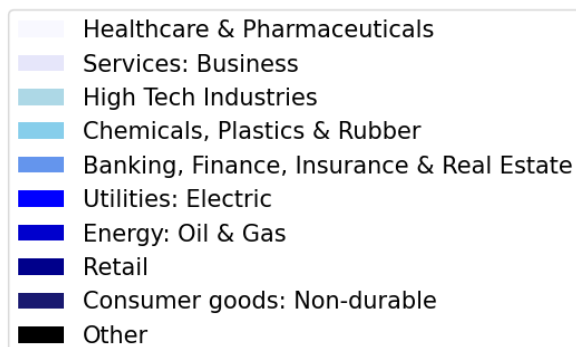 Healthcare & Pharmaceuticals
Services: Business
High Tech Industries
Chemicals, Plastics & Rubber
Banking, Finance, Insurance & Real Estate
Utilities: Electric
Energy: Oil & Gas
Retail
Consumer goods: Non-durable
Other